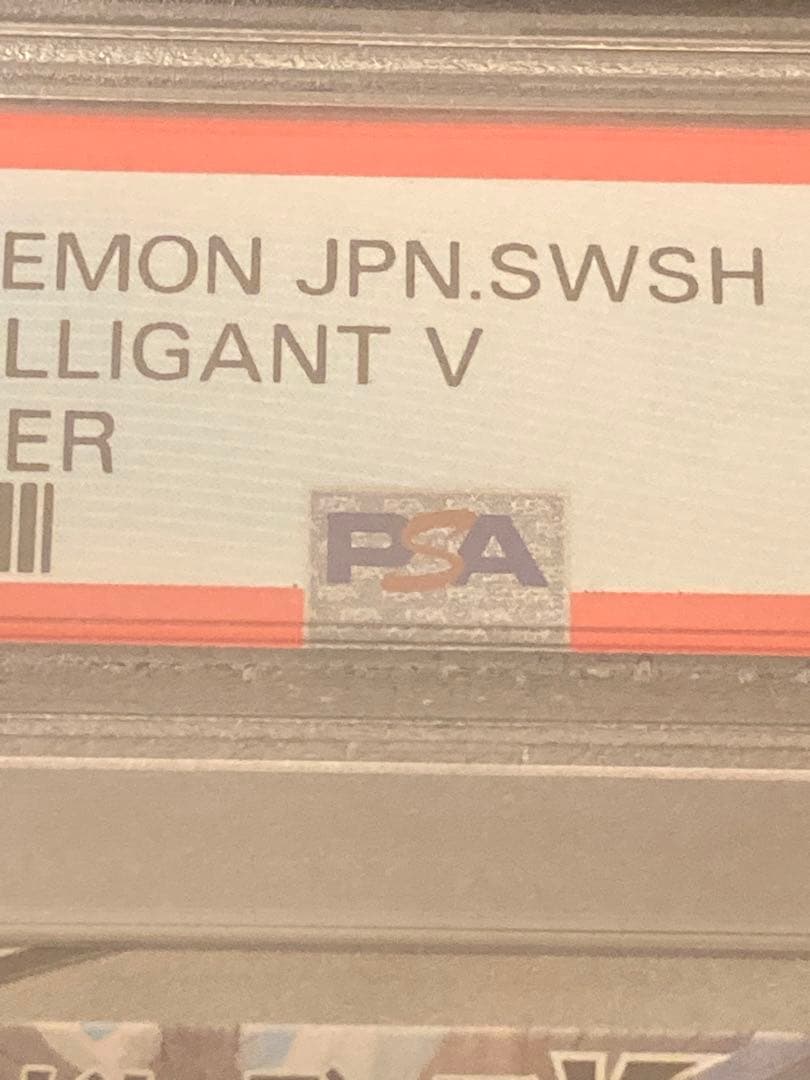 EMON JPN.SWSH
LLIGANT V
ER
PSA